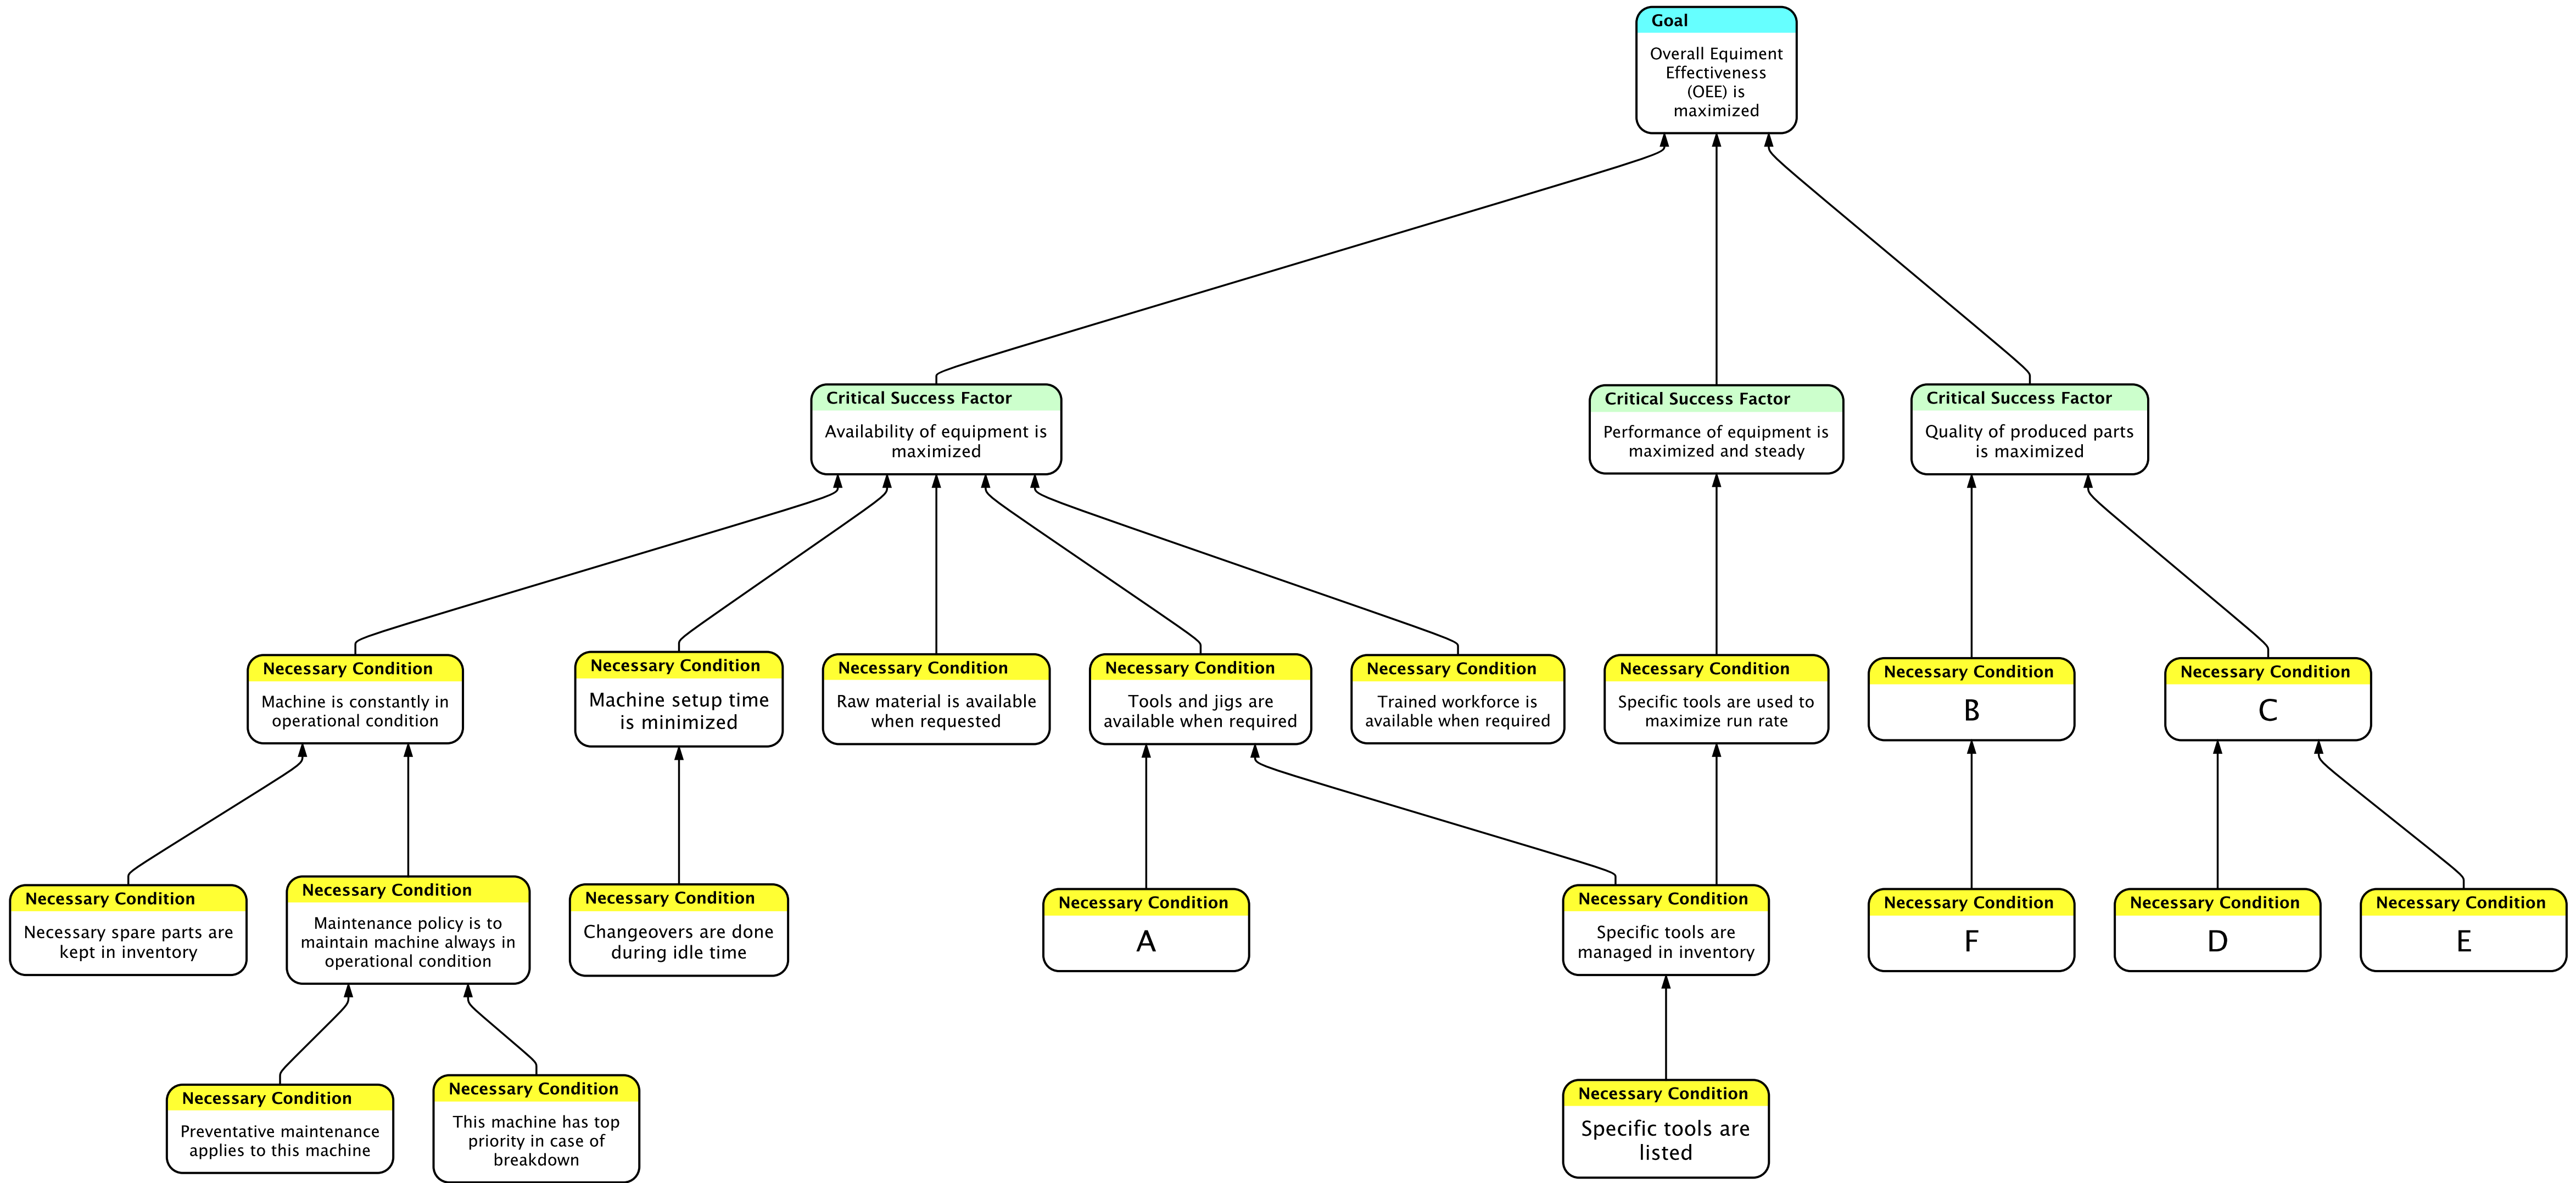 Goal
Overall Equiment
Effectiveness
(OEE) is
maximized
Critical Success Factor
Availability of equipment is
maximized
Critical Success Factor
Performance of equipment is
maximized and steady
Critical Success Factor
Quality of produced parts
is maximized
Necessary Condition
Machine is constantly in
operational condition
Necessary Condition
Machine setup time
is minimized
Necessary Condition
Raw material is available
when requested
Necessary Condition
Tools and jigs are
available when required
Necessary Condition
Trained workforce is
available when required
Necessary Condition
Specific tools are used to
maximize run rate
Necessary Condition
B
Necessary Condition
C
Necessary Condition
Necessary spare parts are
kept in inventory
Necessary Condition
Maintenance policy is to
maintain machine always in
operational condition
Necessary Condition
Changeovers are done
during idle time
Necessary Condition
A
Necessary Condition
Specific tools are
managed in inventory
Necessary Condition
F
Necessary Condition
D
Necessary Condition
E
Necessary Condition
Preventative maintenance
applies to this machine
Necessary Condition
This machine has top
priority in case of
breakdown
Necessary Condition
Specific tools are
listed